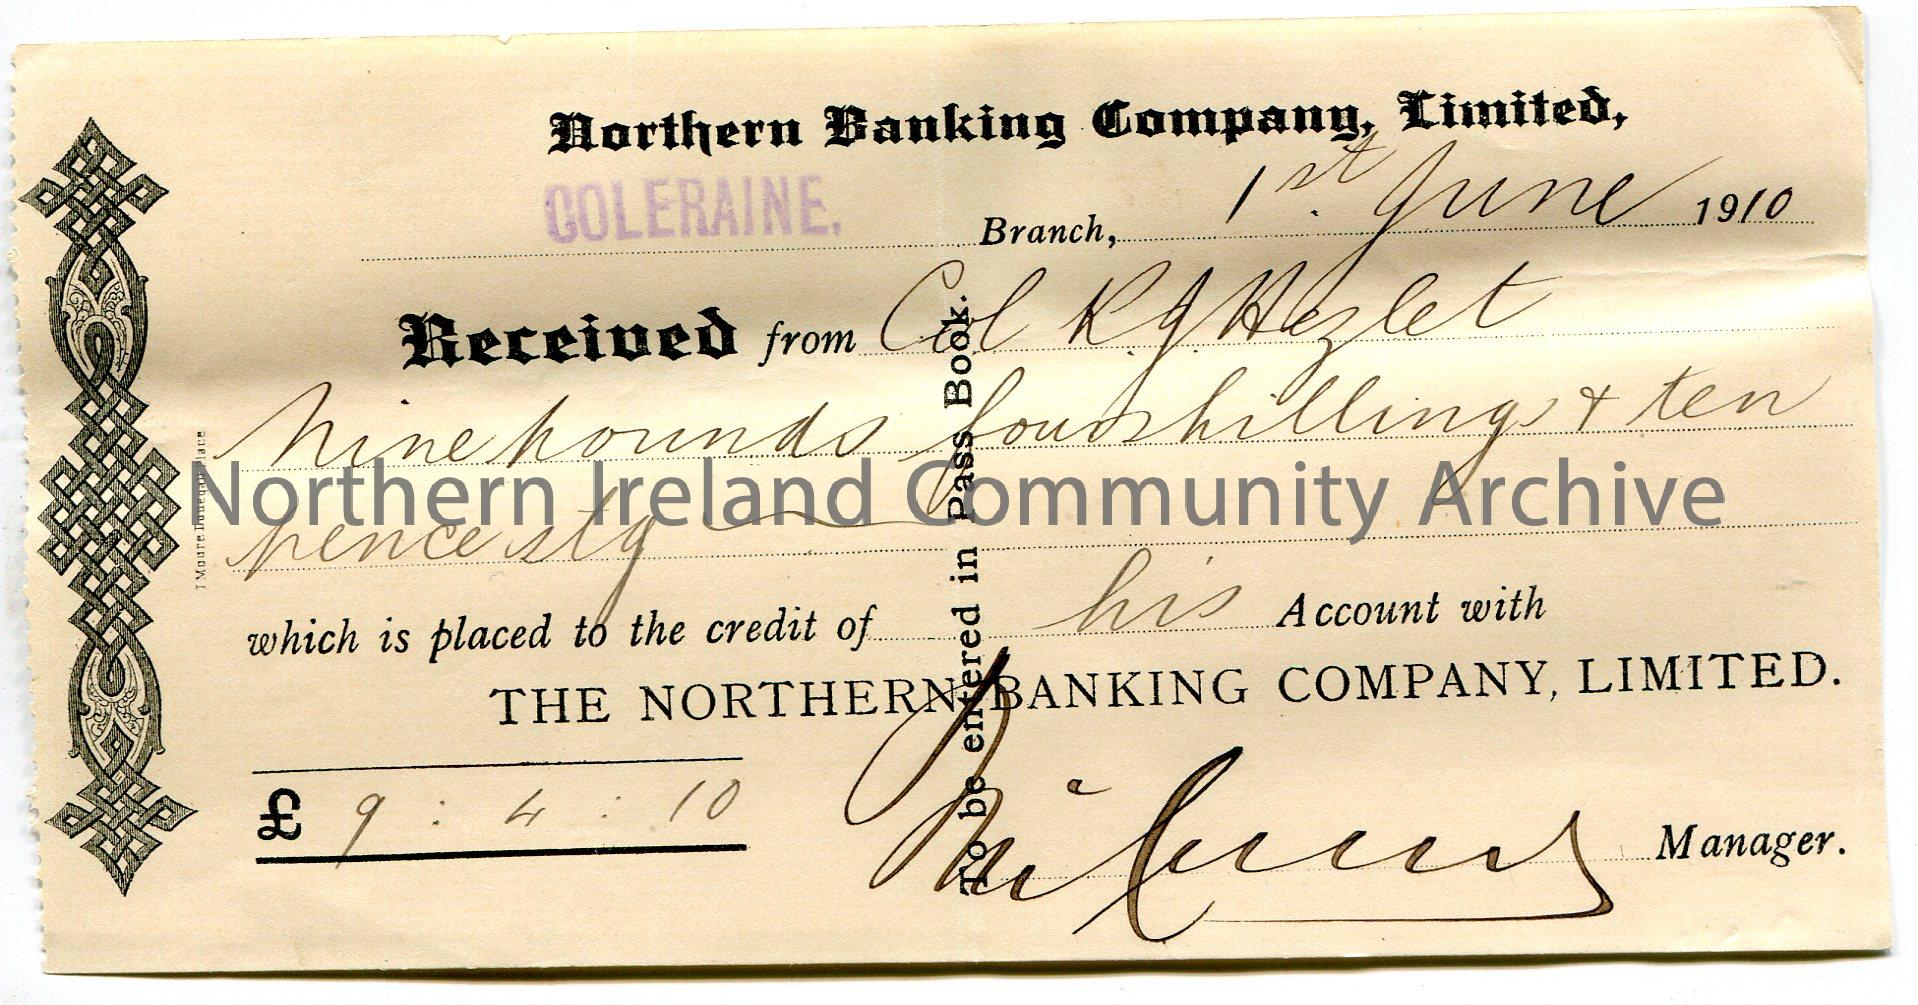 Northern Banking Company, Limited,
COLERAINE. Branch, 1st. June 1910
Received from Col R J Hezlet
Nine pounds four shillings + ten
pence stg
which is placed to the credit of his Account with
THE NORTHERN BANKING COMPANY, LIMITED.
£ 9 : 4 : 10
Manager.
To be entered in Pass Book.
Northern Ireland Community Archive